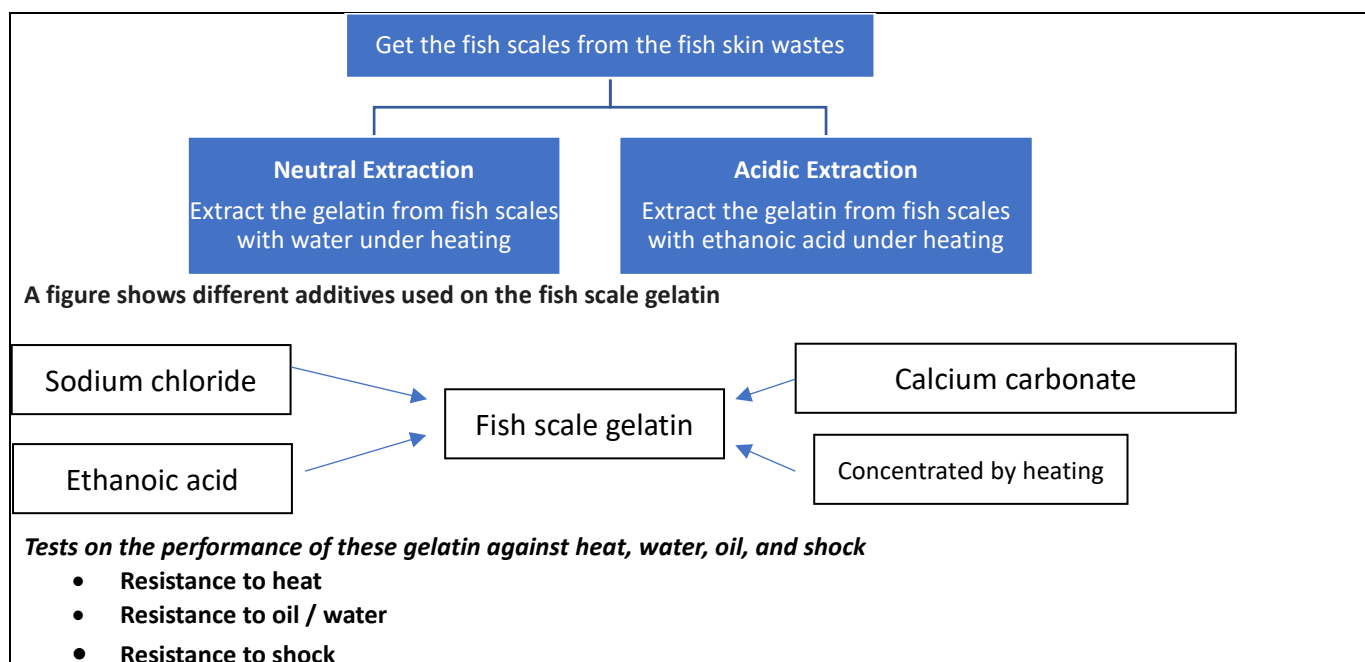 Get the fish scales from the fish skin wastes
Neutral Extraction
Extract the gelatin from fish scales
with water under heating
Acidic Extraction
Extract the gelatin from fish scales
with ethanoic acid under heating
A figure shows different additives used on the fish scale gelatin
Sodium chloride
Calcium carbonate
Fish scale gelatin
Ethanoic acid
Concentrated by heating
Tests on the performance of these gelatin against heat, water, oil, and shock
• Resistance to heat
• Resistance to oil / water
• Resistance to shock